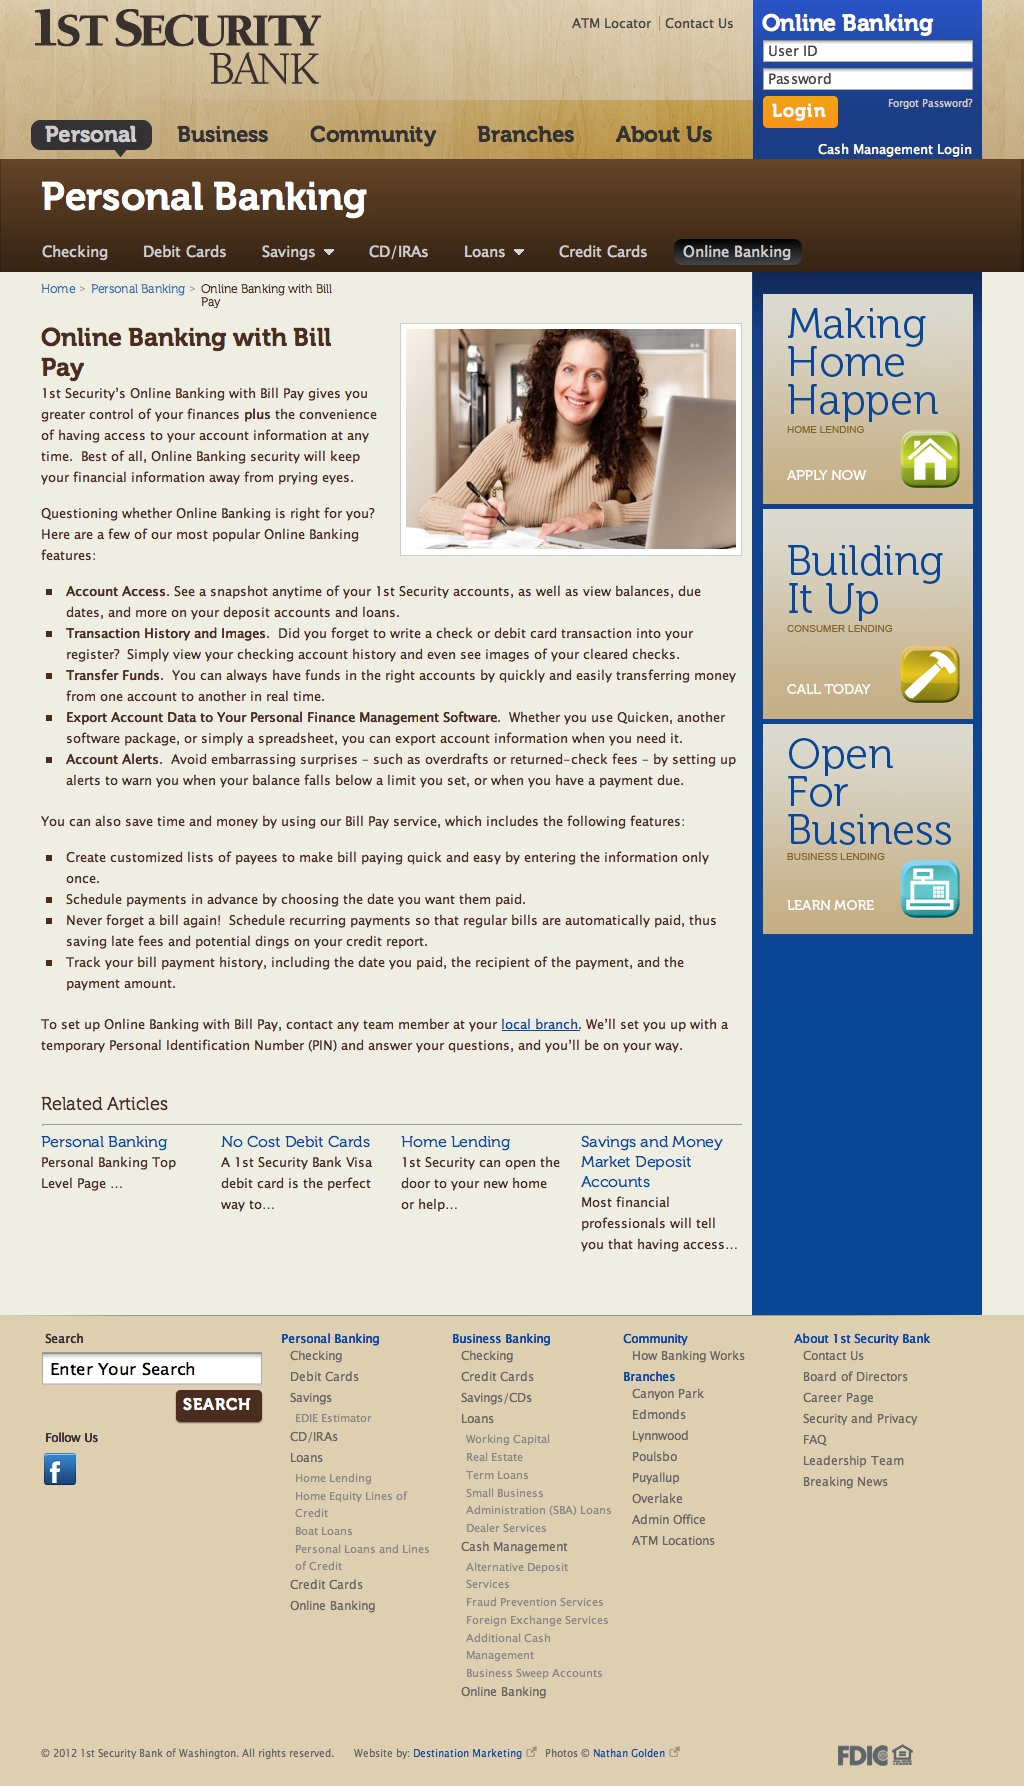 1ST SECURITY
BANK
ATM Locator | Contact Us
Online Banking
User ID
Password
Login
Forgot Password?
Cash Management Login
Personal
Business
Community
Branches
About Us
Personal Banking
Checking
Debit Cards
Savings
CD/IRAs
Loans
Credit Cards
Online Banking
Home > Personal Banking > Online Banking with Bill
Pay
Online Banking with Bill
Pay
1st Security's Online Banking with Bill Pay gives you
greater control of your finances plus the convenience
of having access to your account information at any
time.  Best of all, Online Banking security will keep
your financial information away from prying eyes.
Questioning whether Online Banking is right for you?
Here are a few of our most popular Online Banking
features:
Account Access. See a snapshot anytime of your 1st Security accounts, as well as view balances, due
dates, and more on your deposit accounts and loans.
Transaction History and Images.  Did you forget to write a check or debit card transaction into your
register?  Simply view your checking account history and even see images of your cleared checks.
Transfer Funds.  You can always have funds in the right accounts by quickly and easily transferring money
from one account to another in real time.
Export Account Data to Your Personal Finance Management Software.  Whether you use Quicken, another
software package, or simply a spreadsheet, you can export account information when you need it.
Account Alerts.  Avoid embarrassing surprises – such as overdrafts or returned-check fees – by setting up
alerts to warn you when your balance falls below a limit you set, or when you have a payment due.
You can also save time and money by using our Bill Pay service, which includes the following features:
Create customized lists of payees to make bill paying quick and easy by entering the information only
once.
Schedule payments in advance by choosing the date you want them paid.
Never forget a bill again!  Schedule recurring payments so that regular bills are automatically paid, thus
saving late fees and potential dings on your credit report.
Track your bill payment history, including the date you paid, the recipient of the payment, and the
payment amount.
To set up Online Banking with Bill Pay, contact any team member at your local branch. We'll set you up with a
temporary Personal Identification Number (PIN) and answer your questions, and you'll be on your way.
Making
Home
Happen
HOME LENDING
APPLY NOW
Building
It Up
CONSUMER LENDING
CALL TODAY
Open
For
Business
BUSINESS LENDING
LEARN MORE
Related Articles
Personal Banking
Personal Banking Top
Level Page ...
No Cost Debit Cards
A 1st Security Bank Visa
debit card is the perfect
way to...
Home Lending
1st Security can open the
door to your new home
or help...
Savings and Money
Market Deposit
Accounts
Most financial
professionals will tell
you that having access...
Search
Enter Your Search
SEARCH
Follow Us
f
Personal Banking
Checking
Debit Cards
Savings
EDIE Estimator
CD/IRAs
Loans
Home Lending
Home Equity Lines of
Credit
Boat Loans
Personal Loans and Lines
of Credit
Credit Cards
Online Banking
Business Banking
Checking
Credit Cards
Savings/CDs
Loans
Working Capital
Real Estate
Term Loans
Small Business
Administration (SBA) Loans
Dealer Services
Cash Management
Alternative Deposit
Services
Fraud Prevention Services
Foreign Exchange Services
Additional Cash
Management
Business Sweep Accounts
Online Banking
Community
How Banking Works
Branches
Canyon Park
Edmonds
Lynnwood
Poulsbo
Puyallup
Overlake
Admin Office
ATM Locations
About 1st Security Bank
Contact Us
Board of Directors
Career Page
Security and Privacy
FAQ
Leadership Team
Breaking News
© 2012 1st Security Bank of Washington. All rights reserved.
Website by: Destination Marketing
Photos © Nathan Golden
FDIC